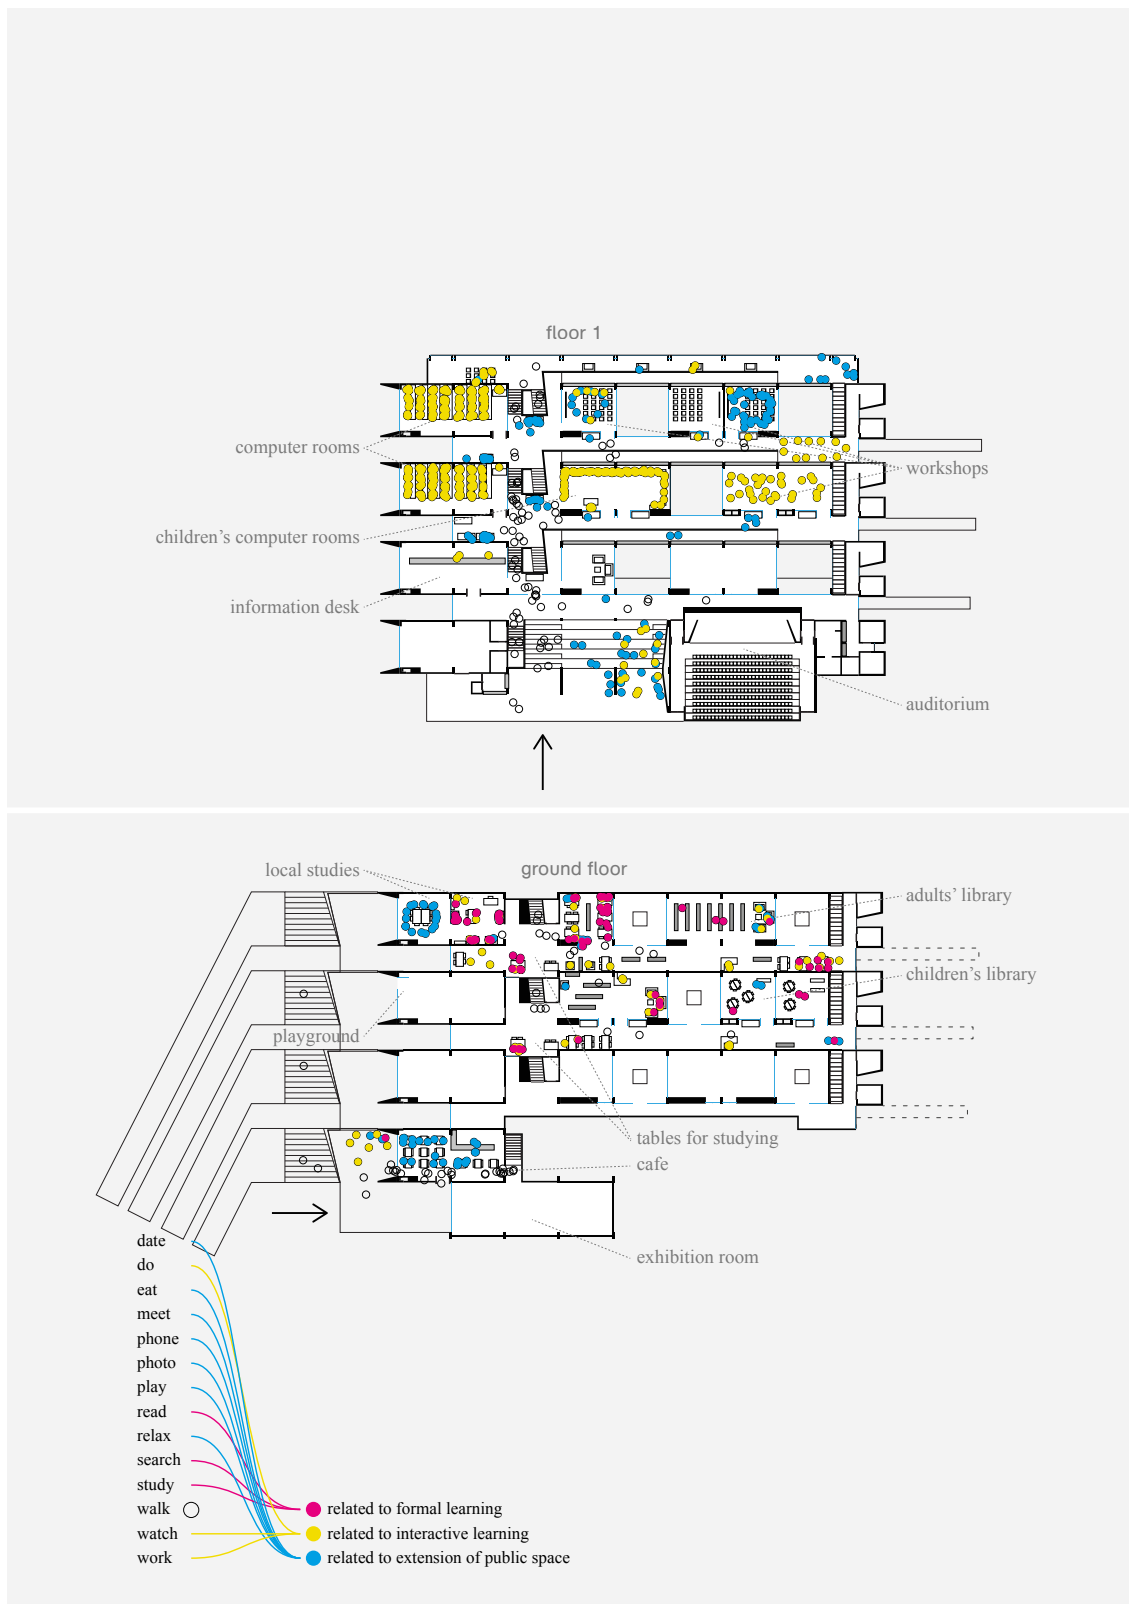 floor 1
computer rooms
workshops
children's computer rooms
information desk
auditorium
local studies
ground floor
adults' library
children's library
playground
tables for studying
cafe
exhibition room
date
do
eat
meet
phone
photo
play
read
relax
search
study
walk
watch
work
related to formal learning
related to interactive learning
related to extension of public space